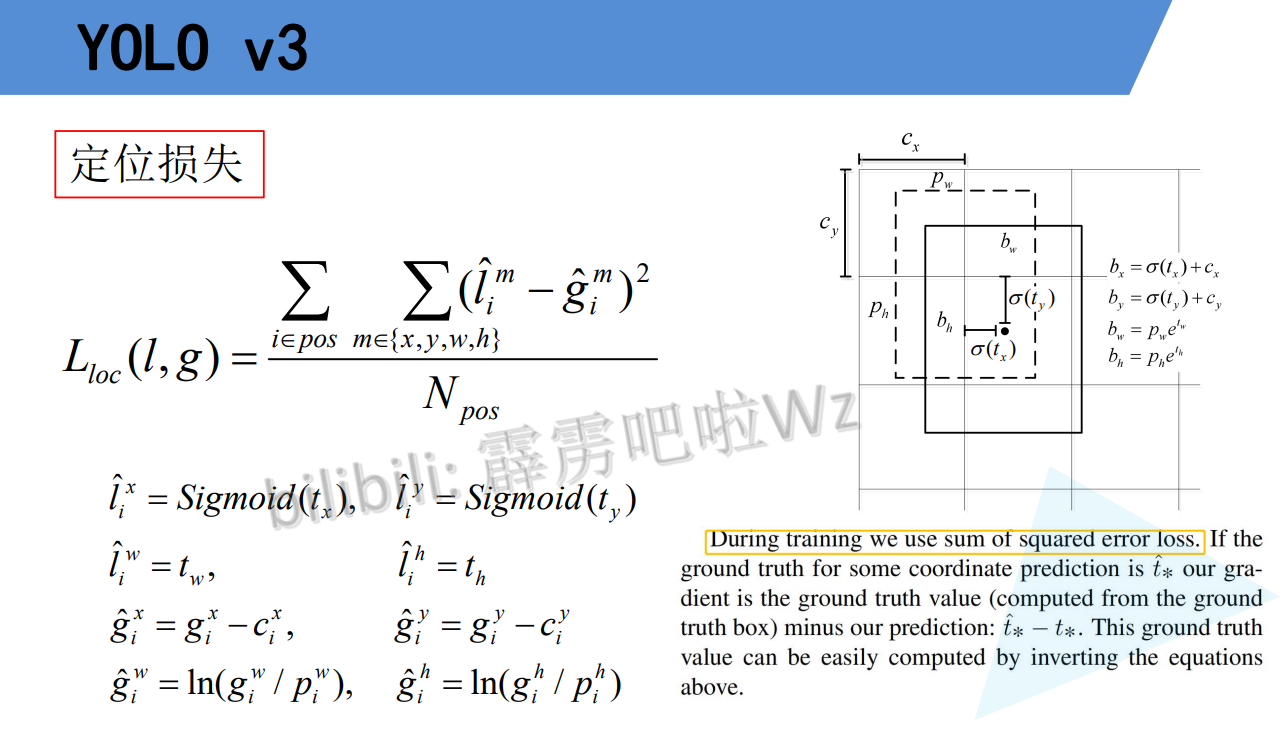 YOLO v3
定位损失
$L_{loc}(l,g) = \frac{\sum_{i \in pos} \sum_{m \in \{x,y,w,h\}} (\hat{l}_i^m - \hat{g}_i^m)^2}{N_{pos}}$
$\hat{l}_i^x = Sigmoid(t_x), \hat{l}_i^y = Sigmoid(t_y)$
$\hat{l}_i^w = t_w, \hat{l}_i^h = t_h$
$\hat{g}_i^x = g_i^x - c_i^x, \hat{g}_i^y = g_i^y - c_i^y$
$\hat{g}_i^w = \ln(g_i^w / p_i^w), \hat{g}_i^h = \ln(g_i^h / p_i^h)$
bilibili: 霹雳吧啦Wz
$c_x$
$c_y$
$p_w$
$b_w$
$p_h$
$b_h$
$\sigma(t_y)$
$\sigma(t_x)$
$b_x = \sigma(t_x) + c_x$
$b_y = \sigma(t_y) + c_y$
$b_w = p_w e^{t_w}$
$b_h = p_h e^{t_h}$
During training we use sum of squared error loss. If the
ground truth for some coordinate prediction is $\hat{t}_*$ our gra-
dient is the ground truth value (computed from the ground
truth box) minus our prediction: $\hat{t}_* - t_*$. This ground truth
value can be easily computed by inverting the equations
above.